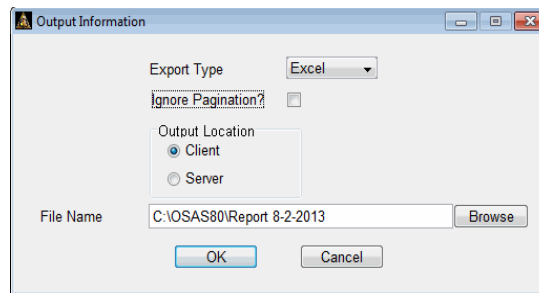 Output Information
Export Type Excel
Ignore Pagination?
Output Location
Client
Server
File Name C:\OSAS80\Report 8-2-2013 Browse
OK Cancel